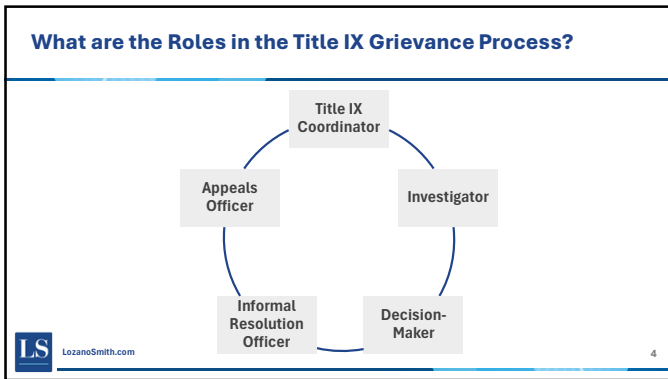 What are the Roles in the Title IX Grievance Process?
Title IX
Coordinator
Investigator
Decision-
Maker
Informal
Resolution
Officer
Appeals
Officer
LS
LozanoSmith.com
4